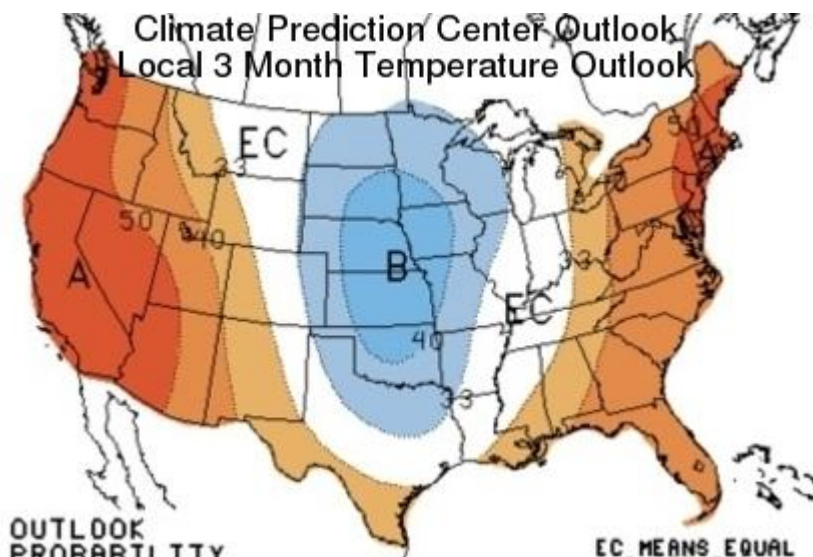 Climate Prediction Center Outlook
Local 3 Month Temperature Outlook
EC
33
50
40
A
B
EC
40
33
33
50
A
OUTLOOK
PROBABILITY
EC MEANS EQUAL